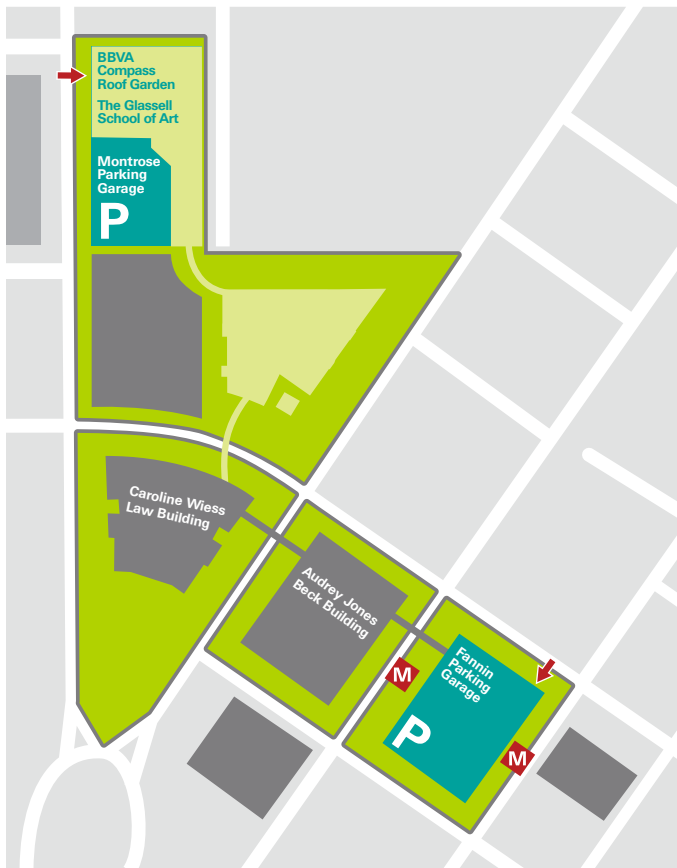 BBVA
Compass
Roof Garden
The Glassell
School of Art
Montrose
Parking
Garage
P
Caroline Wiess
Law Building
Audrey Jones
Beck Building
Fannin
Parking
Garage
M
P
M